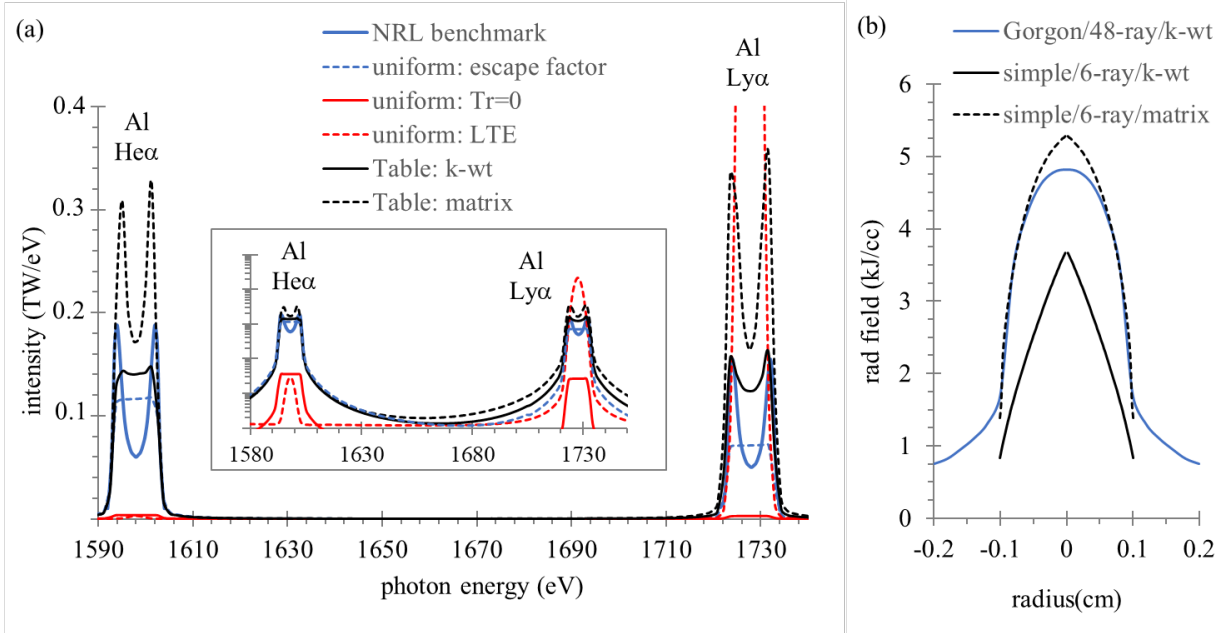 (a)
NRL benchmark
uniform: escape factor
uniform: Tr=0
uniform: LTE
Table: k-wt
Table: matrix
Al
Heα
Al
Lyα
0.4
0.3
0.2
0.1
intensity (TW/eV)
1590
1610
1630
1650
1670
1690
1710
1730
photon energy (eV)
Al
Heα
Al
Lyα
1580
1630
1680
1730
(b)
Gorgon/48-ray/k-wt
simple/6-ray/k-wt
simple/6-ray/matrix
6
5
4
3
2
1
0
rad field (kJ/cc)
-0.2
-0.1
0
0.1
0.2
radius(cm)